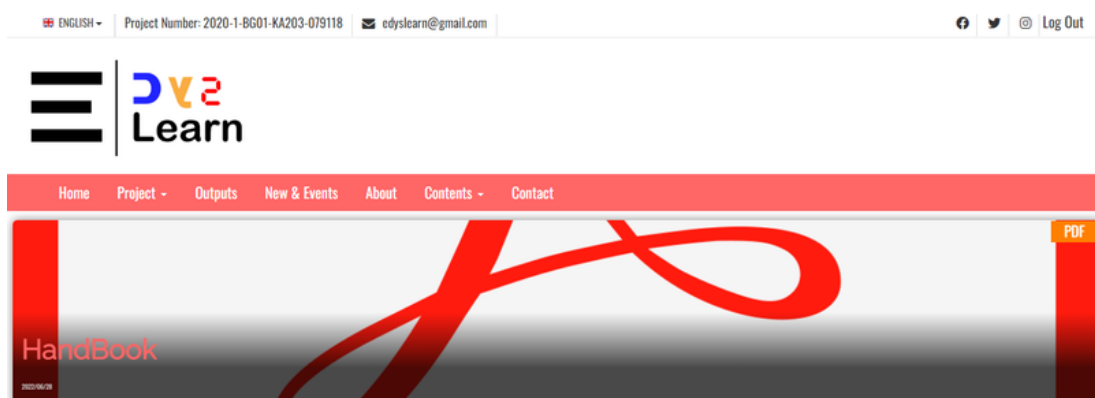 ENGLISH
Project Number: 2020-1-BG01-KA203-079118
edyslearn@gmail.com
Log Out
E DYS
Learn
Home Project Outputs New & Events About Contents Contact
PDF
HandBook
2022/06/28